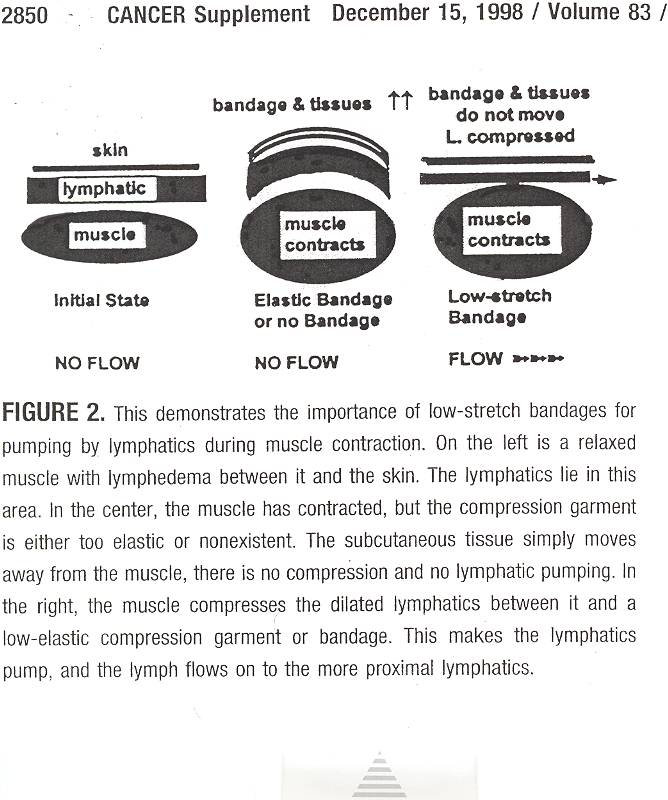 2850 CANCER Supplement December 15, 1998 / Volume 83 /
bandage & tissues ↑↑
bandage & tissues
do not move
L. compressed
skin
lymphatic
muscle
muscle
contracts
muscle
contracts
Initial State
Elastic Bandage
or no Bandage
Low-stretch
Bandage
NO FLOW
NO FLOW
FLOW
FIGURE 2. This demonstrates the importance of low-stretch bandages for
pumping by lymphatics during muscle contraction. On the left is a relaxed
muscle with lymphedema between it and the skin. The lymphatics lie in this
area. In the center, the muscle has contracted, but the compression garment
is either too elastic or nonexistent. The subcutaneous tissue simply moves
away from the muscle, there is no compression and no lymphatic pumping. In
the right, the muscle compresses the dilated lymphatics between it and a
low-elastic compression garment or bandage. This makes the lymphatics
pump, and the lymph flows on to the more proximal lymphatics.